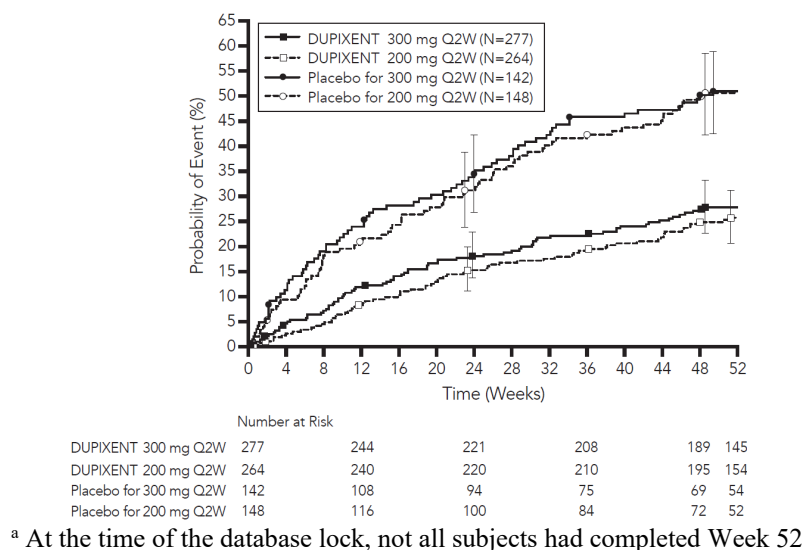 65
60
55
50
45
40
35
30
25
20
15
10
5
0
Probability of Event (%)
DUPIXENT 300 mg Q2W (N=277)
DUPIXENT 200 mg Q2W (N=264)
Placebo for 300 mg Q2W (N=142)
Placebo for 200 mg Q2W (N=148)
0 4 8 12 16 20 24 28 32 36 40 44 48 52
Time (Weeks)
Number at Risk
DUPIXENT 300 mg Q2W 277 244 221 208 189 145
DUPIXENT 200 mg Q2W 264 240 220 210 195 154
Placebo for 300 mg Q2W 142 108 94 75 69 54
Placebo for 200 mg Q2W 148 116 100 84 72 52
a At the time of the database lock, not all subjects had completed Week 52